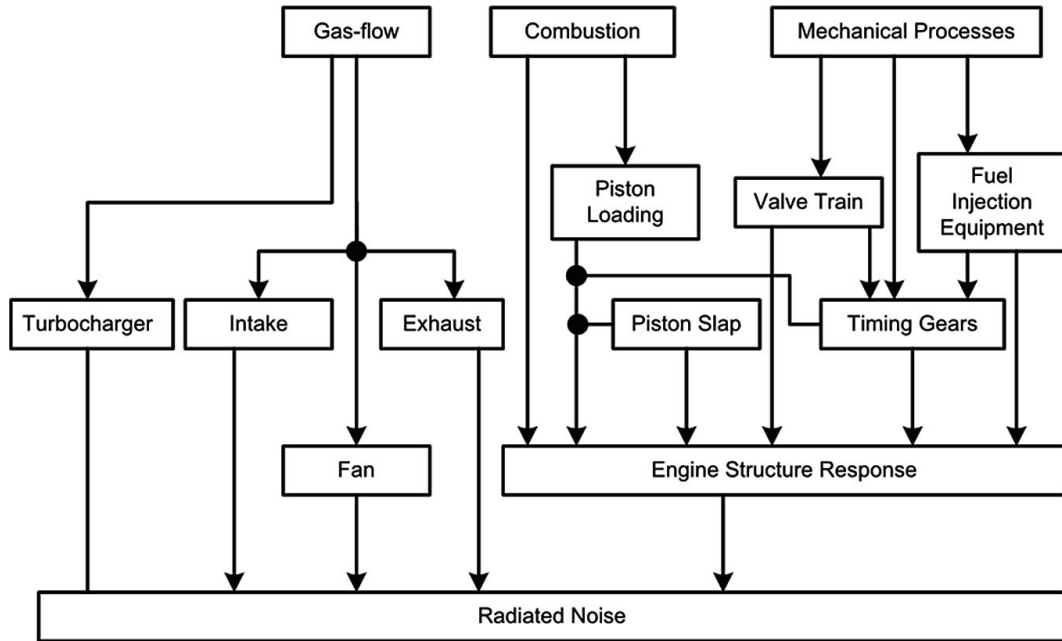 Gas-flow
Combustion
Mechanical Processes
Piston
Loading
Valve Train
Fuel
Injection
Equipment
Turbocharger
Intake
Exhaust
Piston Slap
Timing Gears
Fan
Engine Structure Response
Radiated Noise